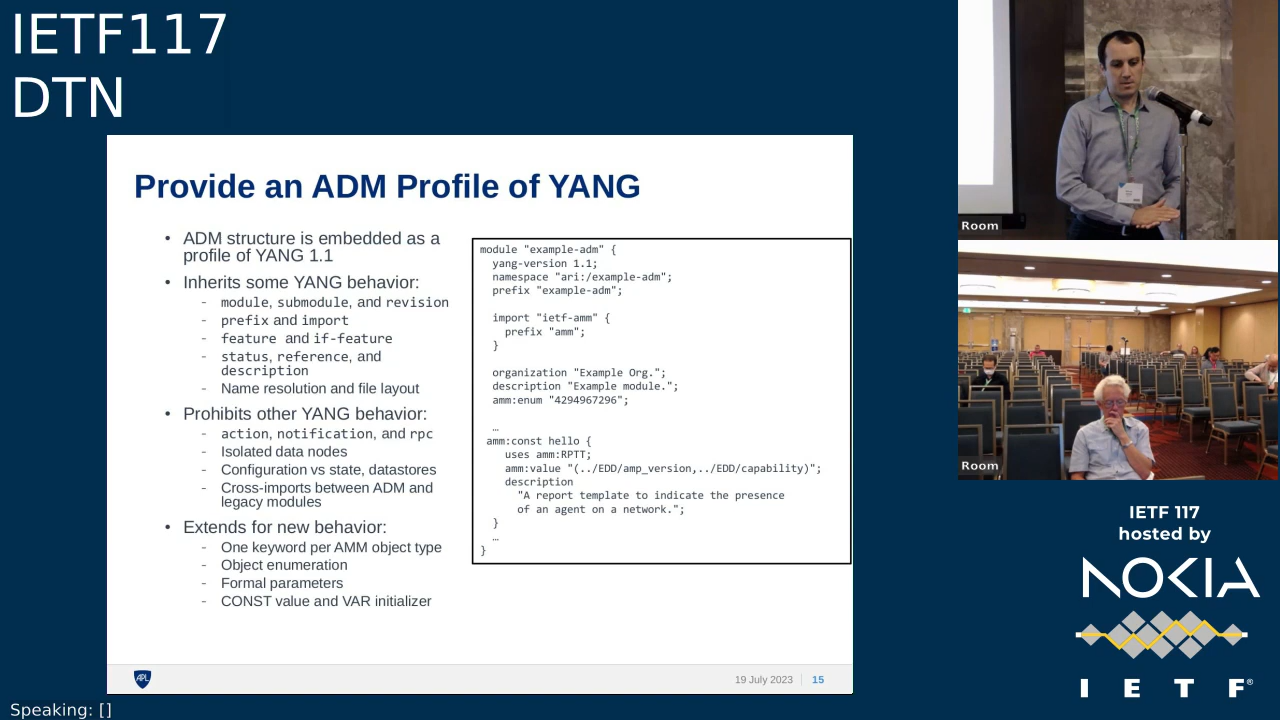 IETF117
DTN
Provide an ADM Profile of YANG
• ADM structure is embedded as a
profile of YANG 1.1
• Inherits some YANG behavior:
- module, submodule, and revision
- prefix and import
- feature and if-feature
- status, reference, and
description
- Name resolution and file layout
• Prohibits other YANG behavior:
- action, notification, and rpc
- Isolated data nodes
- Configuration vs state, datastores
- Cross-imports between ADM and
legacy modules
• Extends for new behavior:
- One keyword per AMM object type
- Object enumeration
- Formal parameters
- CONST value and VAR initializer
module "example-adm" {
yang-version 1.1;
namespace "ari:/example-adm";
prefix "example-adm";
import "ietf-amm" {
prefix "amm";
}
organization "Example Org.";
description "Example module.";
amm:enum "4294967296";
…
amm:const hello {
uses amm:RPTT;
amm:value "(../EDD/amp_version,../EDD/capability)";
description
"A report template to indicate the presence
of an agent on a network.";
}
…
}
APL
19 July 2023
15
Room
Room
IETF 117
hosted by
NOKIA
I E T F®
Speaking: []